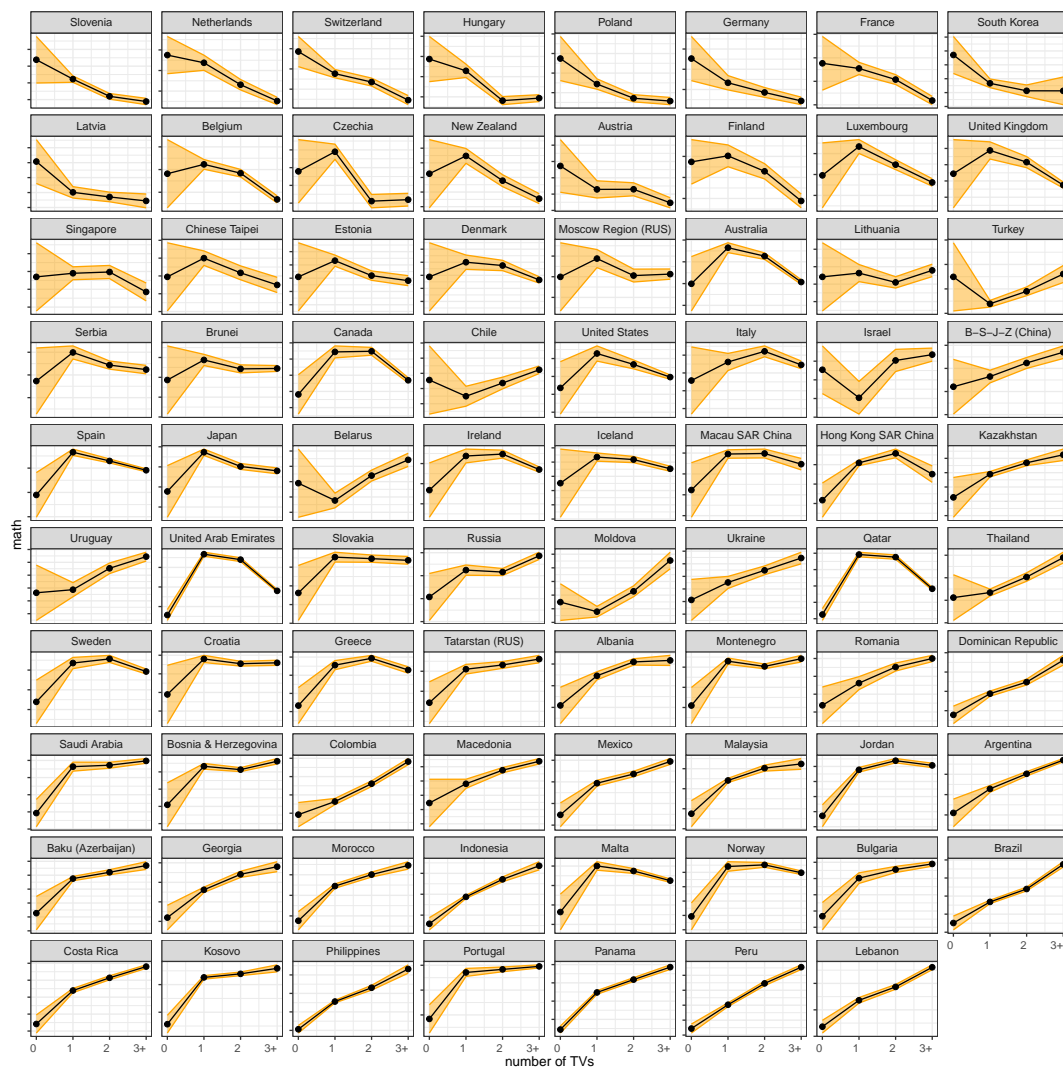 Slovenia Netherlands Switzerland Hungary Poland Germany France South Korea
Latvia Belgium Czechia New Zealand Austria Finland Luxembourg United Kingdom
Singapore Chinese Taipei Estonia Denmark Moscow Region (RUS) Australia Lithuania Turkey
Serbia Brunei Canada Chile United States Italy Israel B−S−J−Z (China)
Spain Japan Belarus Ireland Iceland Macau SAR China Hong Kong SAR China Kazakhstan
math
Uruguay United Arab Emirates Slovakia Russia Moldova Ukraine Qatar Thailand
Sweden Croatia Greece Tatarstan (RUS) Albania Montenegro Romania Dominican Republic
Saudi Arabia Bosnia & Herzegovina Colombia Macedonia Mexico Malaysia Jordan Argentina
Baku (Azerbaijan) Georgia Morocco Indonesia Malta Norway Bulgaria Brazil
0 1 2 3+
Costa Rica Kosovo Philippines Portugal Panama Peru Lebanon
0 1 2 3+ 0 1 2 3+ 0 1 2 3+ 0 1 2 3+ 0 1 2 3+ 0 1 2 3+ 0 1 2 3+
number of TVs